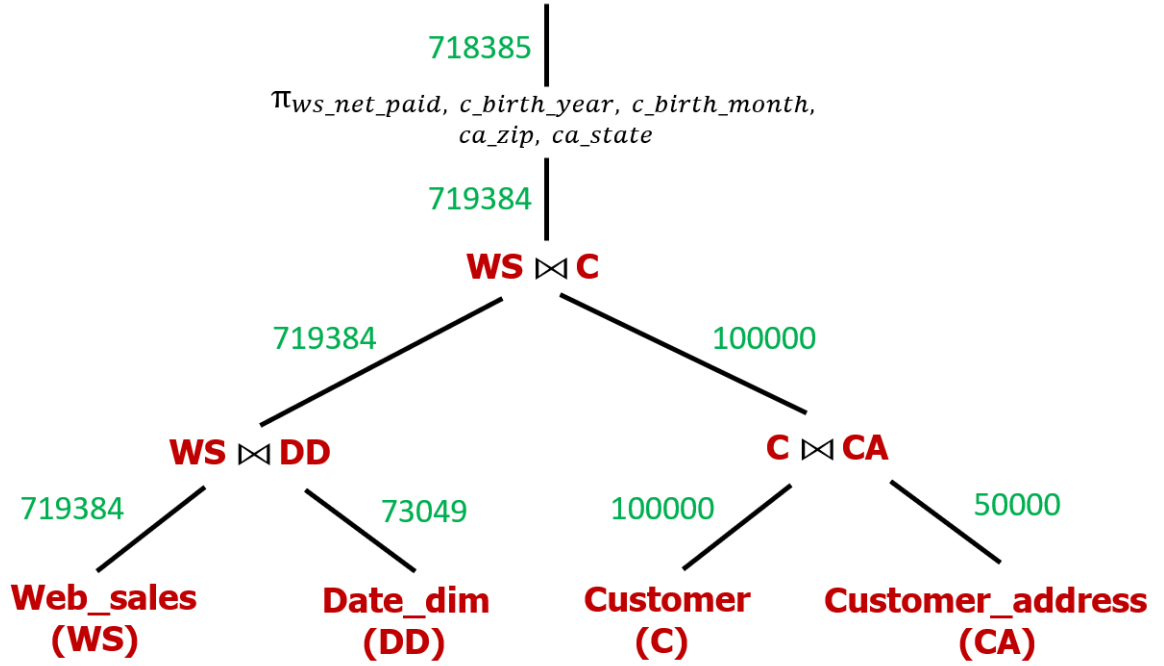 718385
π ws_net_paid, c_birth_year, c_birth_month,
ca_zip, ca_state
719384
WS ⋈ C
719384
100000
WS ⋈ DD
C ⋈ CA
719384
73049
100000
50000
Web_sales
(WS)
Date_dim
(DD)
Customer
(C)
Customer_address
(CA)